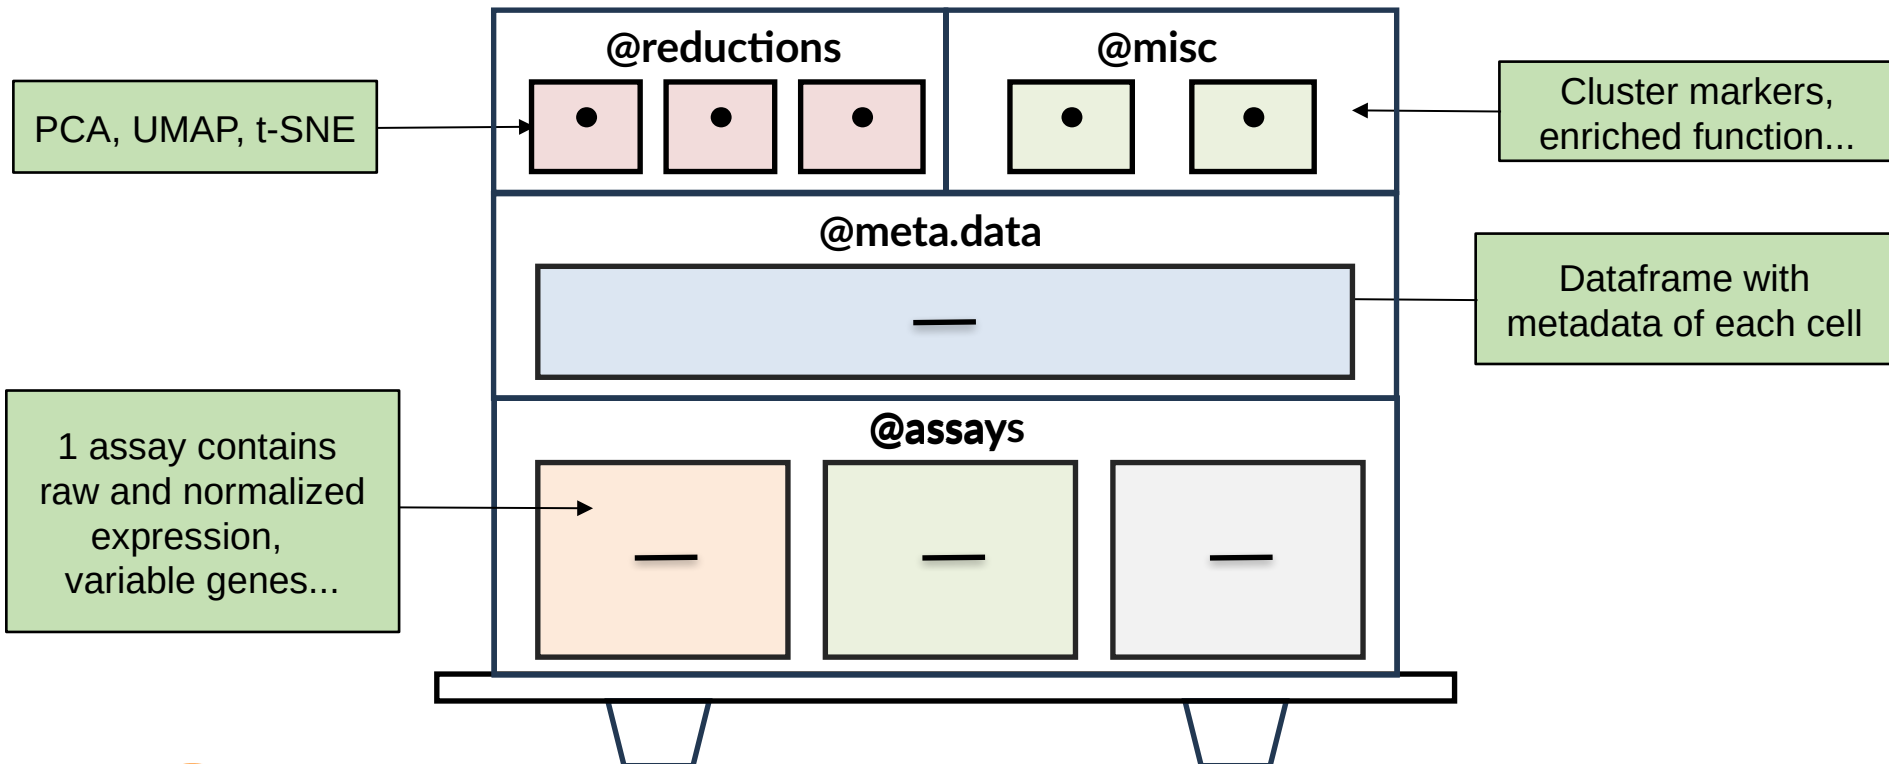 @reductions
@misc
PCA, UMAP, t-SNE
Cluster markers,
enriched function...
@meta.data
Dataframe with
metadata of each cell
@assays
1 assay contains
raw and normalized
expression,
variable genes...